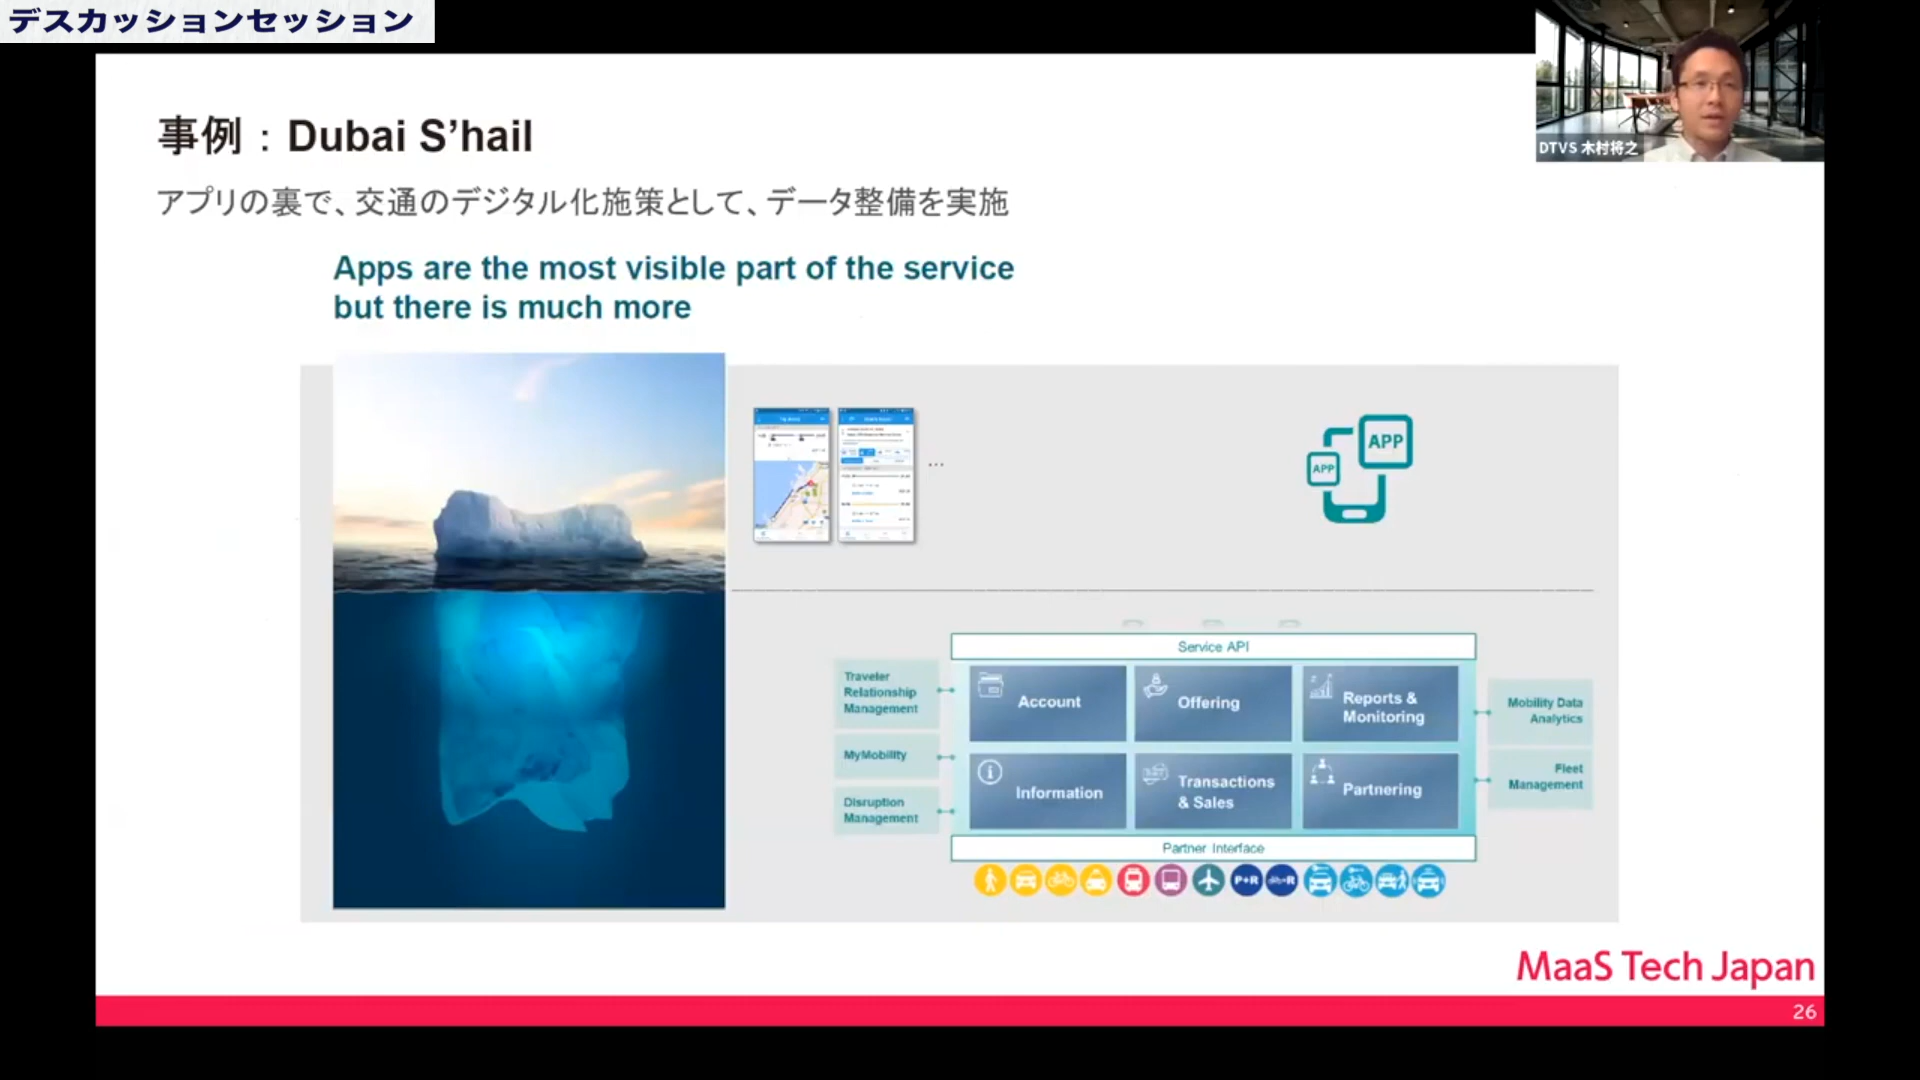 デスカッションセッション
DTVS 木村将之
事例：Dubai S’hail
アプリの裏で、交通のデジタル化施策として、データ整備を実施
Apps are the most visible part of the service
but there is much more
...
APP
APP
Service API
Traveler
Relationship
Management
MyMobility
Disruption
Management
Account
Offering
Reports &
Monitoring
Information
Transactions
& Sales
Partnering
Mobility Data
Analytics
Fleet
Management
Partner Interface
P+R
MaaS Tech Japan
26